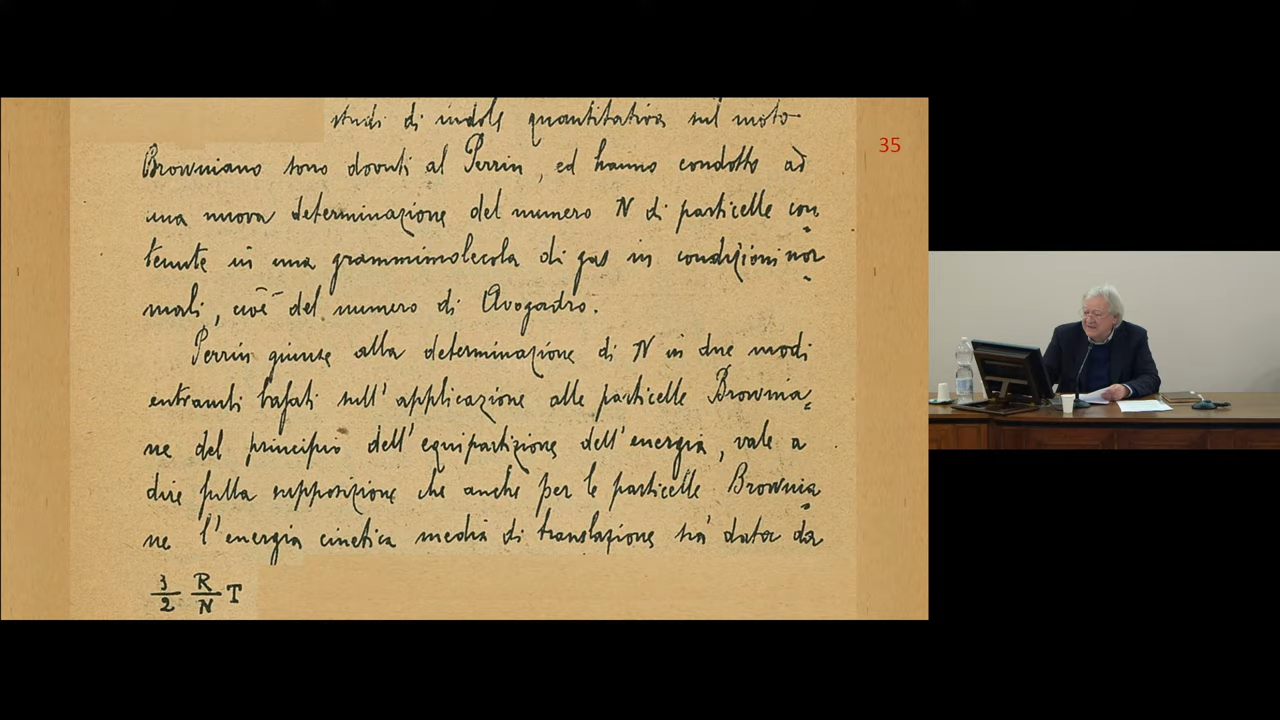 studi di indole quantitativa sul moto
Browniano sono dovuti al Perrin, ed hanno condotto ad
una nuova determinazione del numero N di particelle con=
tenute in una grammimolecola di gas in condizioni nor=
mali, cioè del numero di Avogadro.
Perrin giunse alla determinazione di N in due modi
entrambi basati sull'applicazione alle particelle Brownia=
ne del principio dell'equipartizione dell'energia, vale a
dire sulla supposizione che anche per le particelle Brownia=
ne l'energia cinetica media di translazione sia data da
3/2 R/N T
35